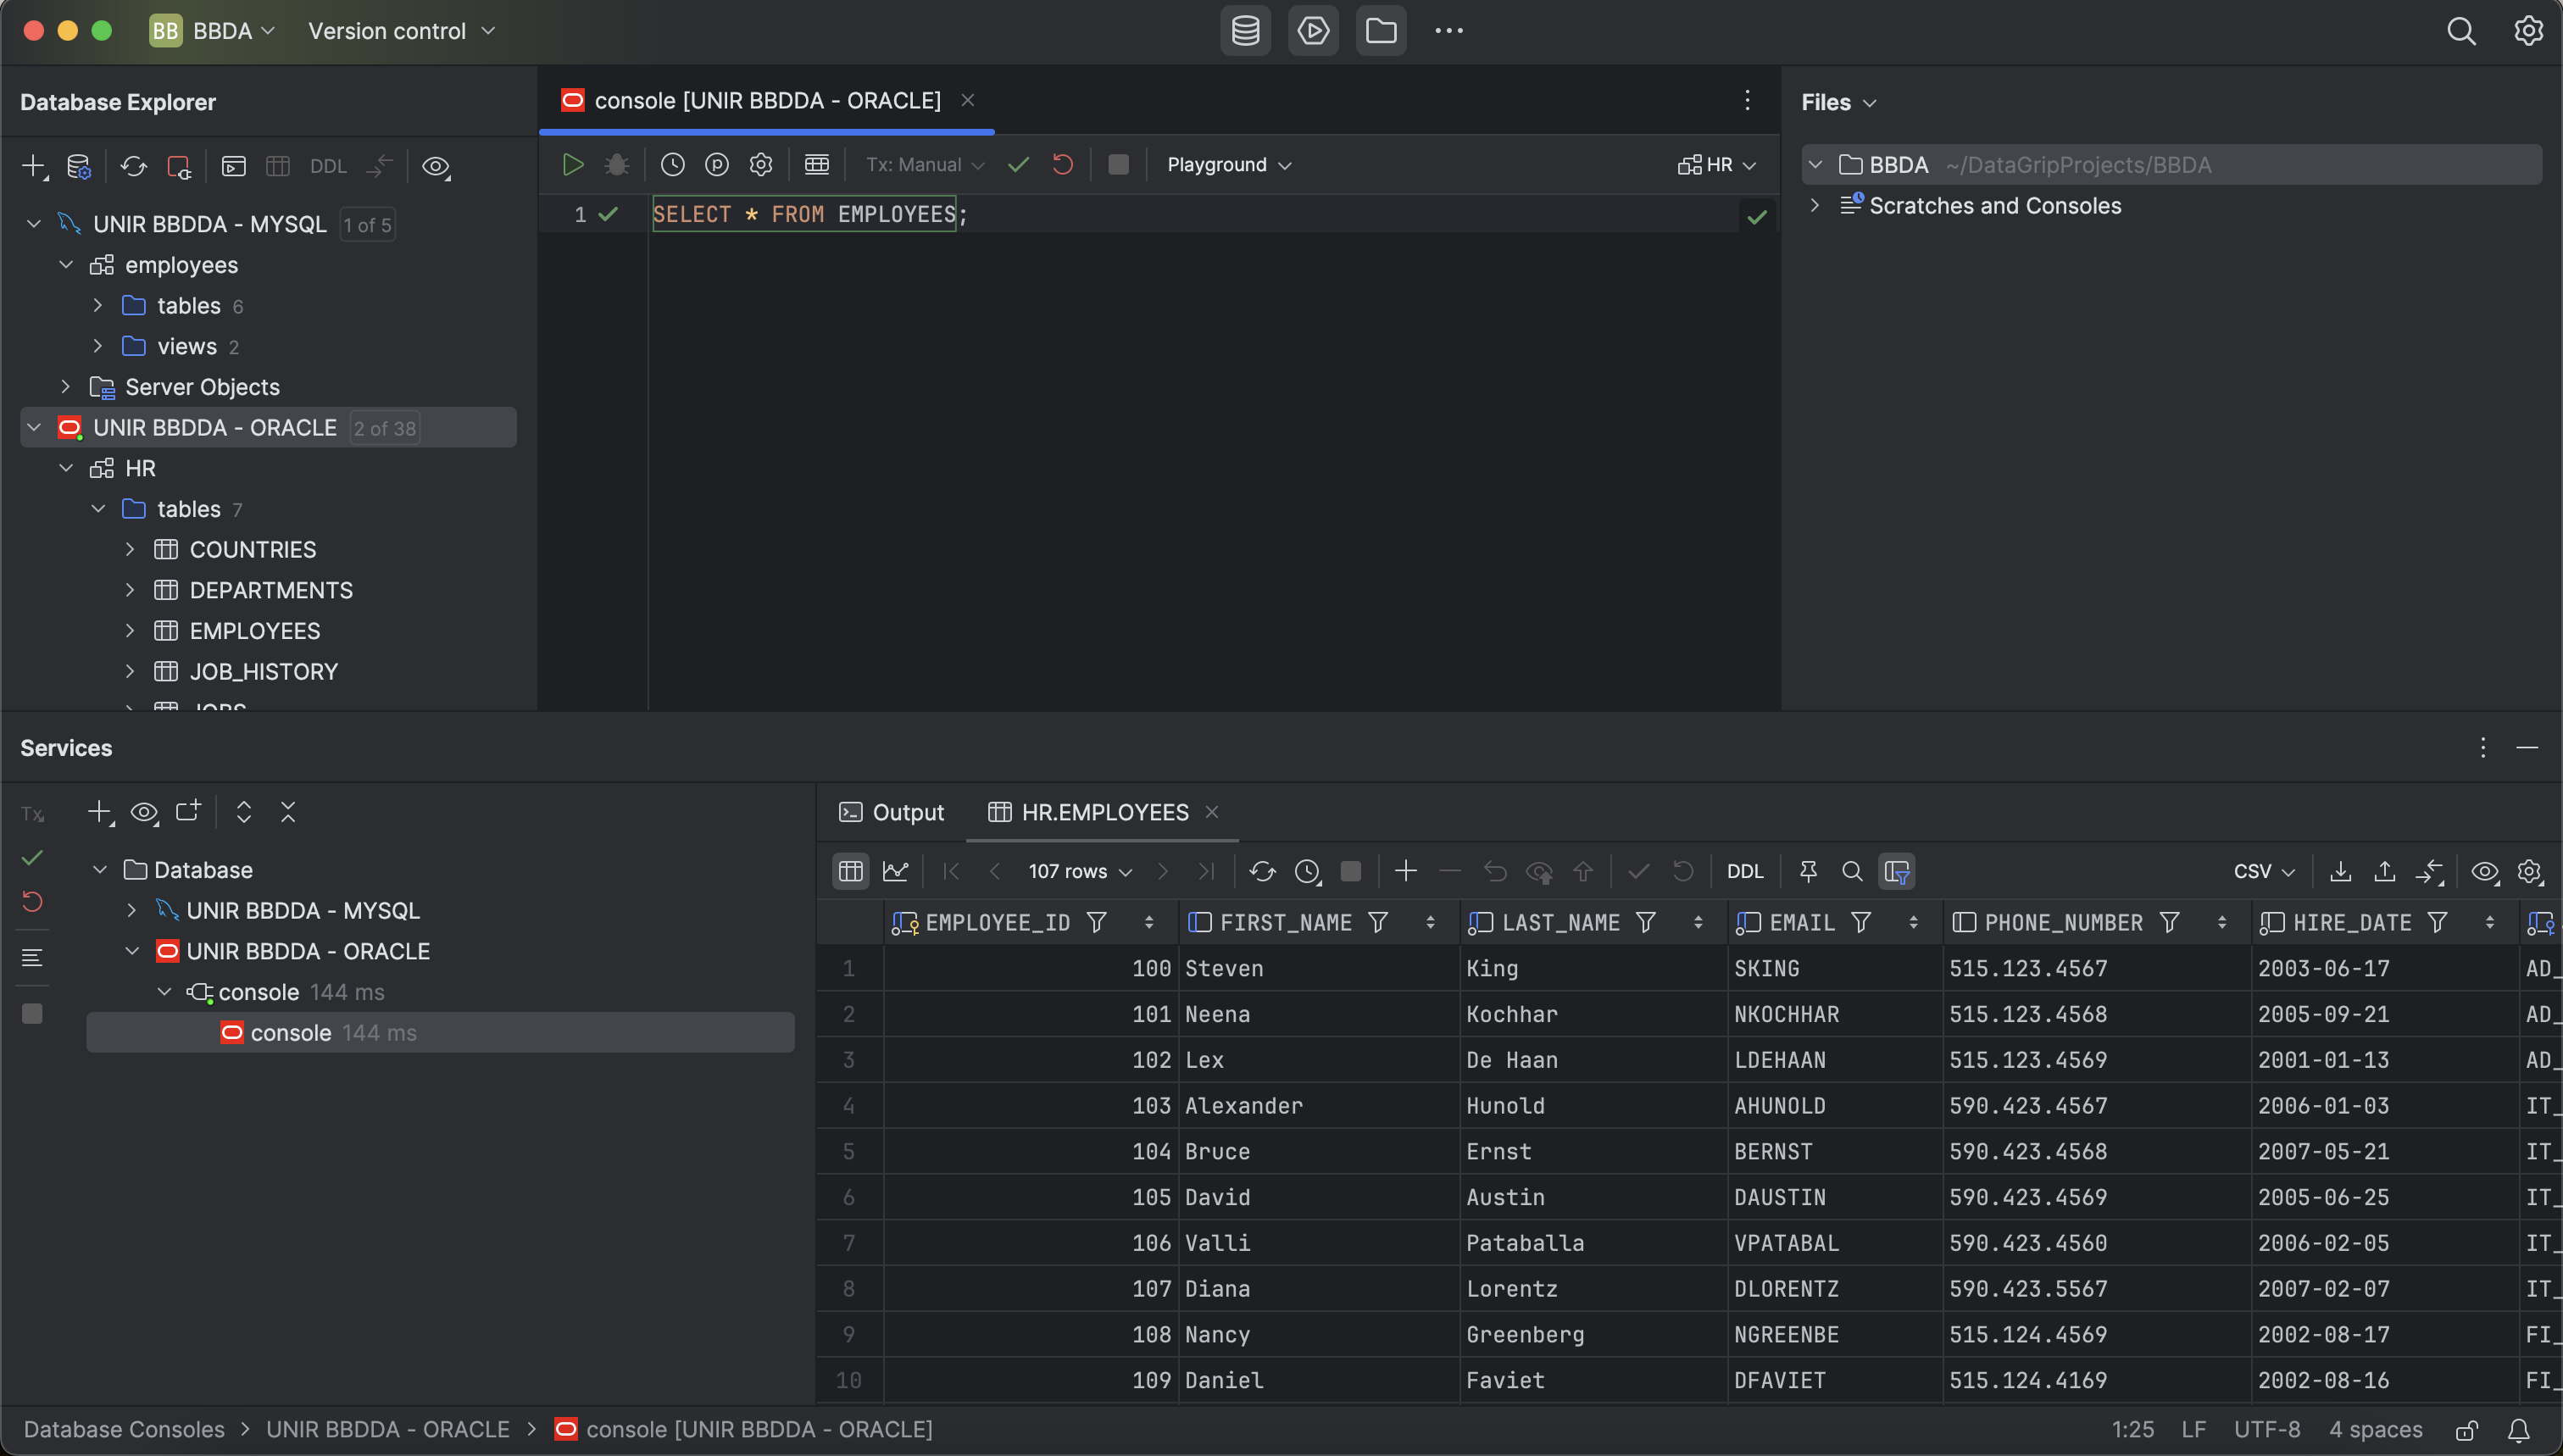 BB BBDA Version control
Database Explorer
DDL
UNIR BBDDA - MYSQL 1 of 5
employees
tables 6
views 2
Server Objects
UNIR BBDDA - ORACLE 2 of 38
HR
tables 7
COUNTRIES
DEPARTMENTS
EMPLOYEES
JOB_HISTORY
JOBS
console [UNIR BBDDA - ORACLE]
Tx: Manual Playground HR
1 SELECT * FROM EMPLOYEES;
Files
BBDA ~/DataGripProjects/BBDA
Scratches and Consoles
Services
Tx
Database
UNIR BBDDA - MYSQL
UNIR BBDDA - ORACLE
console 144 ms
console 144 ms
Output HR.EMPLOYEES
107 rows DDL CSV
EMPLOYEE_ID FIRST_NAME LAST_NAME EMAIL PHONE_NUMBER HIRE_DATE
1 100 Steven King SKING 515.123.4567 2003-06-17 AD_
2 101 Neena Kochhar NKOCHHAR 515.123.4568 2005-09-21 AD_
3 102 Lex De Haan LDEHAAN 515.123.4569 2001-01-13 AD_
4 103 Alexander Hunold AHUNOLD 590.423.4567 2006-01-03 IT_
5 104 Bruce Ernst BERNST 590.423.4568 2007-05-21 IT_
6 105 David Austin DAUSTIN 590.423.4569 2005-06-25 IT_
7 106 Valli Pataballa VPATABAL 590.423.4560 2006-02-05 IT_
8 107 Diana Lorentz DLORENTZ 590.423.5567 2007-02-07 IT_
9 108 Nancy Greenberg NGREENBE 515.124.4569 2002-08-17 FI_
10 109 Daniel Faviet DFAVIET 515.124.4169 2002-08-16 FI_
Database Consoles > UNIR BBDDA - ORACLE > console [UNIR BBDDA - ORACLE] 1:25 LF UTF-8 4 spaces